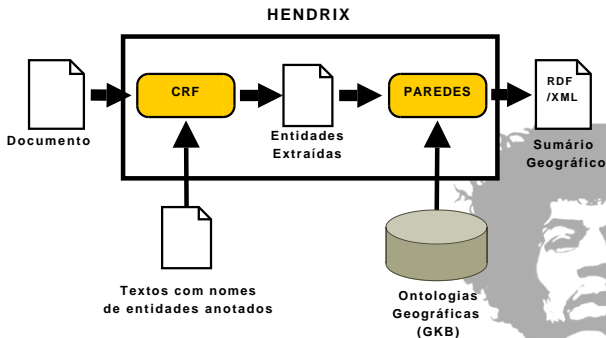 HENDRIX
CRF
PAREDES
RDF
/XML
Documento
Entidades
Extraídas
Sumário
Geográfico
Textos com nomes
de entidades anotados
Ontologias
Geográficas
(GKB)